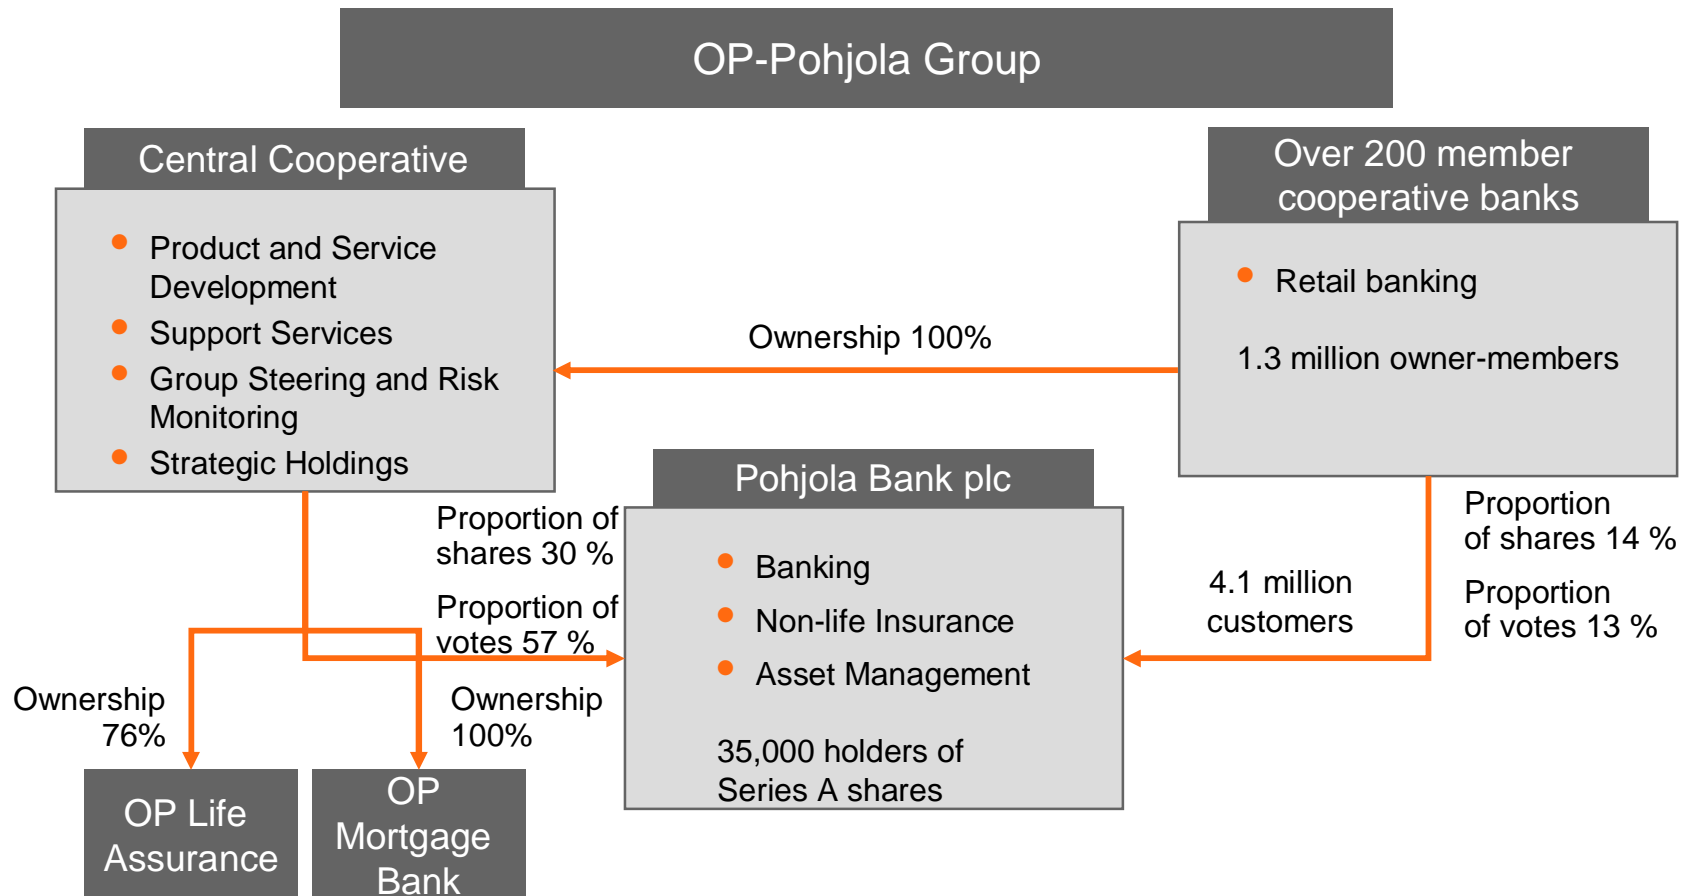 OP-Pohjola Group
Central Cooperative
Product and Service
Development
Support Services
Group Steering and Risk
Monitoring
Strategic Holdings
Ownership 100%
Over 200 member
cooperative banks
Retail banking
1.3 million owner-members
Proportion of
shares 30 %
Proportion of
votes 57 %
Pohjola Bank plc
Banking
Non-life Insurance
Asset Management
35,000 holders of
Series A shares
4.1 million
customers
Proportion
of shares 14 %
Proportion
of votes 13 %
Ownership
76%
Ownership
100%
OP Life
Assurance
OP
Mortgage
Bank